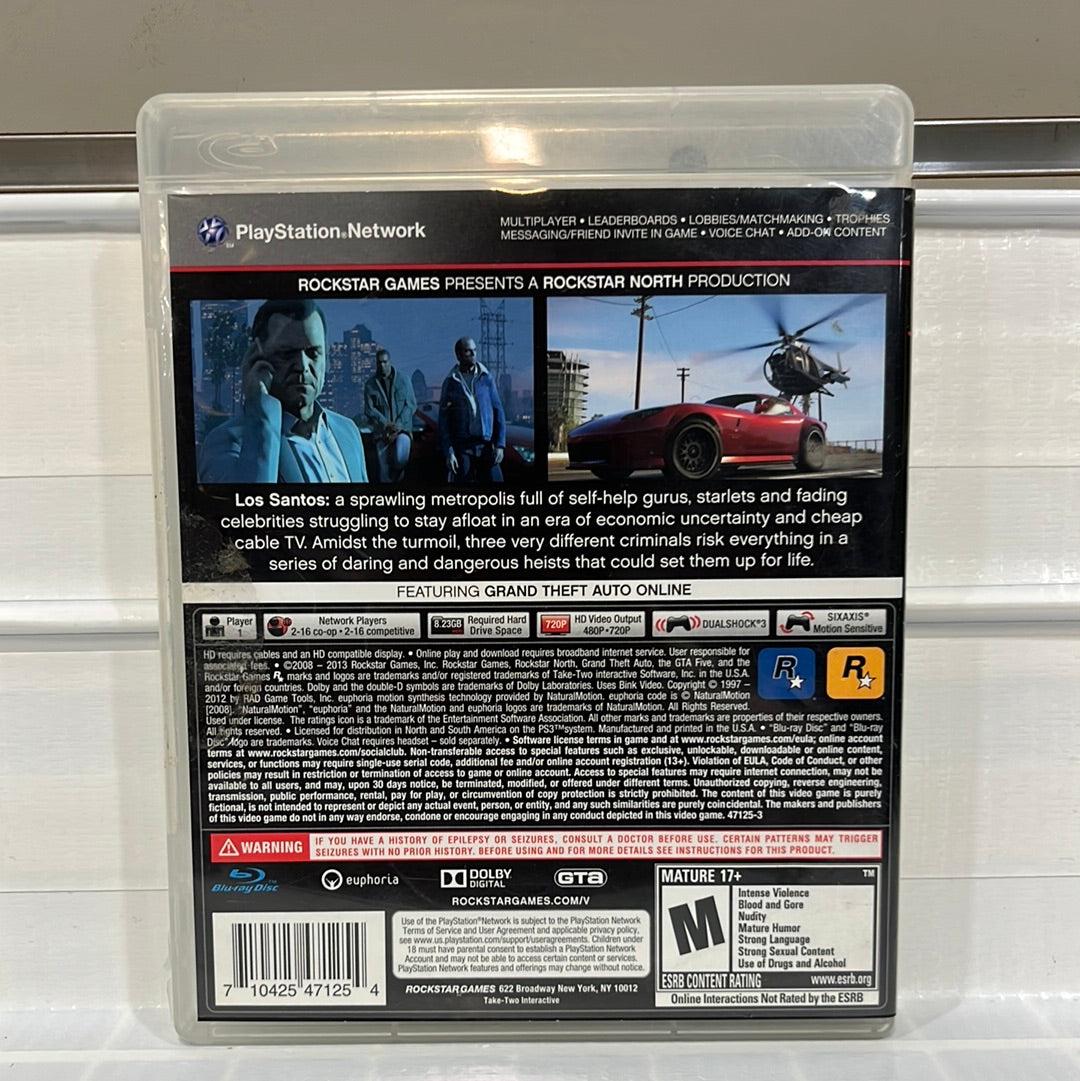 PlayStation®Network
SM
MULTIPLAYER • LEADERBOARDS • LOBBIES/MATCHMAKING • TROPHIES
MESSAGING/FRIEND INVITE IN GAME • VOICE CHAT • ADD-ON CONTENT
ROCKSTAR GAMES PRESENTS A ROCKSTAR NORTH PRODUCTION
Los Santos: a sprawling metropolis full of self-help gurus, starlets and fading
celebrities struggling to stay afloat in an era of economic uncertainty and cheap
cable TV. Amidst the turmoil, three very different criminals risk everything in a
series of daring and dangerous heists that could set them up for life.
FEATURING GRAND THEFT AUTO ONLINE
Player
1
Network Players
2-16 co-op • 2-16 competitive
8.23GB
Required Hard
Drive Space
720P
HD Video Output
480P•720P
DUALSHOCK®3
SIXAXIS®
Motion Sensitive
HD requires cables and an HD compatible display. • Online play and download requires broadband internet service. User responsible for
associated fees. • ©2008 – 2013 Rockstar Games, Inc. Rockstar Games, Rockstar North, Grand Theft Auto, the GTA Five, and the
Rockstar Games R★ marks and logos are trademarks and/or registered trademarks of Take-Two interactive Software, Inc. in the U.S.A.
and/or foreign countries. Dolby and the double-D symbols are trademarks of Dolby Laboratories. Uses Bink Video. Copyright © 1997 –
2012 by RAD Game Tools, Inc. euphoria motion synthesis technology provided by NaturalMotion. euphoria code is © NaturalMotion
[2008]. "NaturalMotion", "euphoria" and the NaturalMotion and euphoria logos are trademarks of NaturalMotion. All Rights Reserved.
Used under license. The ratings icon is a trademark of the Entertainment Software Association. All other marks and trademarks are properties of their respective owners.
All rights reserved. • Licensed for distribution in North and South America on the PS3™system. Manufactured and printed in the U.S.A. • "Blu-ray Disc" and "Blu-ray
Disc" logo are trademarks. Voice Chat requires headset – sold separately. • Software license terms in game and at www.rockstargames.com/eula; online account
terms at www.rockstargames.com/socialclub. Non-transferable access to special features such as exclusive, unlockable, downloadable or online content,
services, or functions may require single-use serial code, additional fee and/or online account registration (13+). Violation of EULA, Code of Conduct, or other
policies may result in restriction or termination of access to game or online account. Access to special features may require internet connection, may not be
available to all users, and may, upon 30 days notice, be terminated, modified, or offered under different terms. Unauthorized copying, reverse engineering,
transmission, public performance, rental, pay for play, or circumvention of copy protection is strictly prohibited. The content of this video game is purely
fictional, is not intended to represent or depict any actual event, person, or entity, and any such similarities are purely coincidental. The makers and publishers
of this video game do not in any way endorse, condone or encourage engaging in any conduct depicted in this video game. 47125-3
R★
R★
WARNING
IF YOU HAVE A HISTORY OF EPILEPSY OR SEIZURES, CONSULT A DOCTOR BEFORE USE. CERTAIN PATTERNS MAY TRIGGER
SEIZURES WITH NO PRIOR HISTORY. BEFORE USING AND FOR MORE DETAILS SEE INSTRUCTIONS FOR THIS PRODUCT.
Blu-ray Disc™
euphoria
DOLBY
DIGITAL
GTA
ROCKSTARGAMES.COM/V
7 10425 47125 4
Use of the PlayStation®Network is subject to the PlayStation Network
Terms of Service and User Agreement and applicable privacy policy,
see www.us.playstation.com/support/useragreements. Children under
18 must have parental consent to establish a PlayStation Network
Account and may not be able to access certain content or services.
PlayStation Network features and offerings may change without notice.
ROCKSTAR GAMES 622 Broadway New York, NY 10012
Take-Two Interactive
MATURE 17+
TM
M
Intense Violence
Blood and Gore
Nudity
Mature Humor
Strong Language
Strong Sexual Content
Use of Drugs and Alcohol
ESRB CONTENT RATING
www.esrb.org
Online Interactions Not Rated by the ESRB